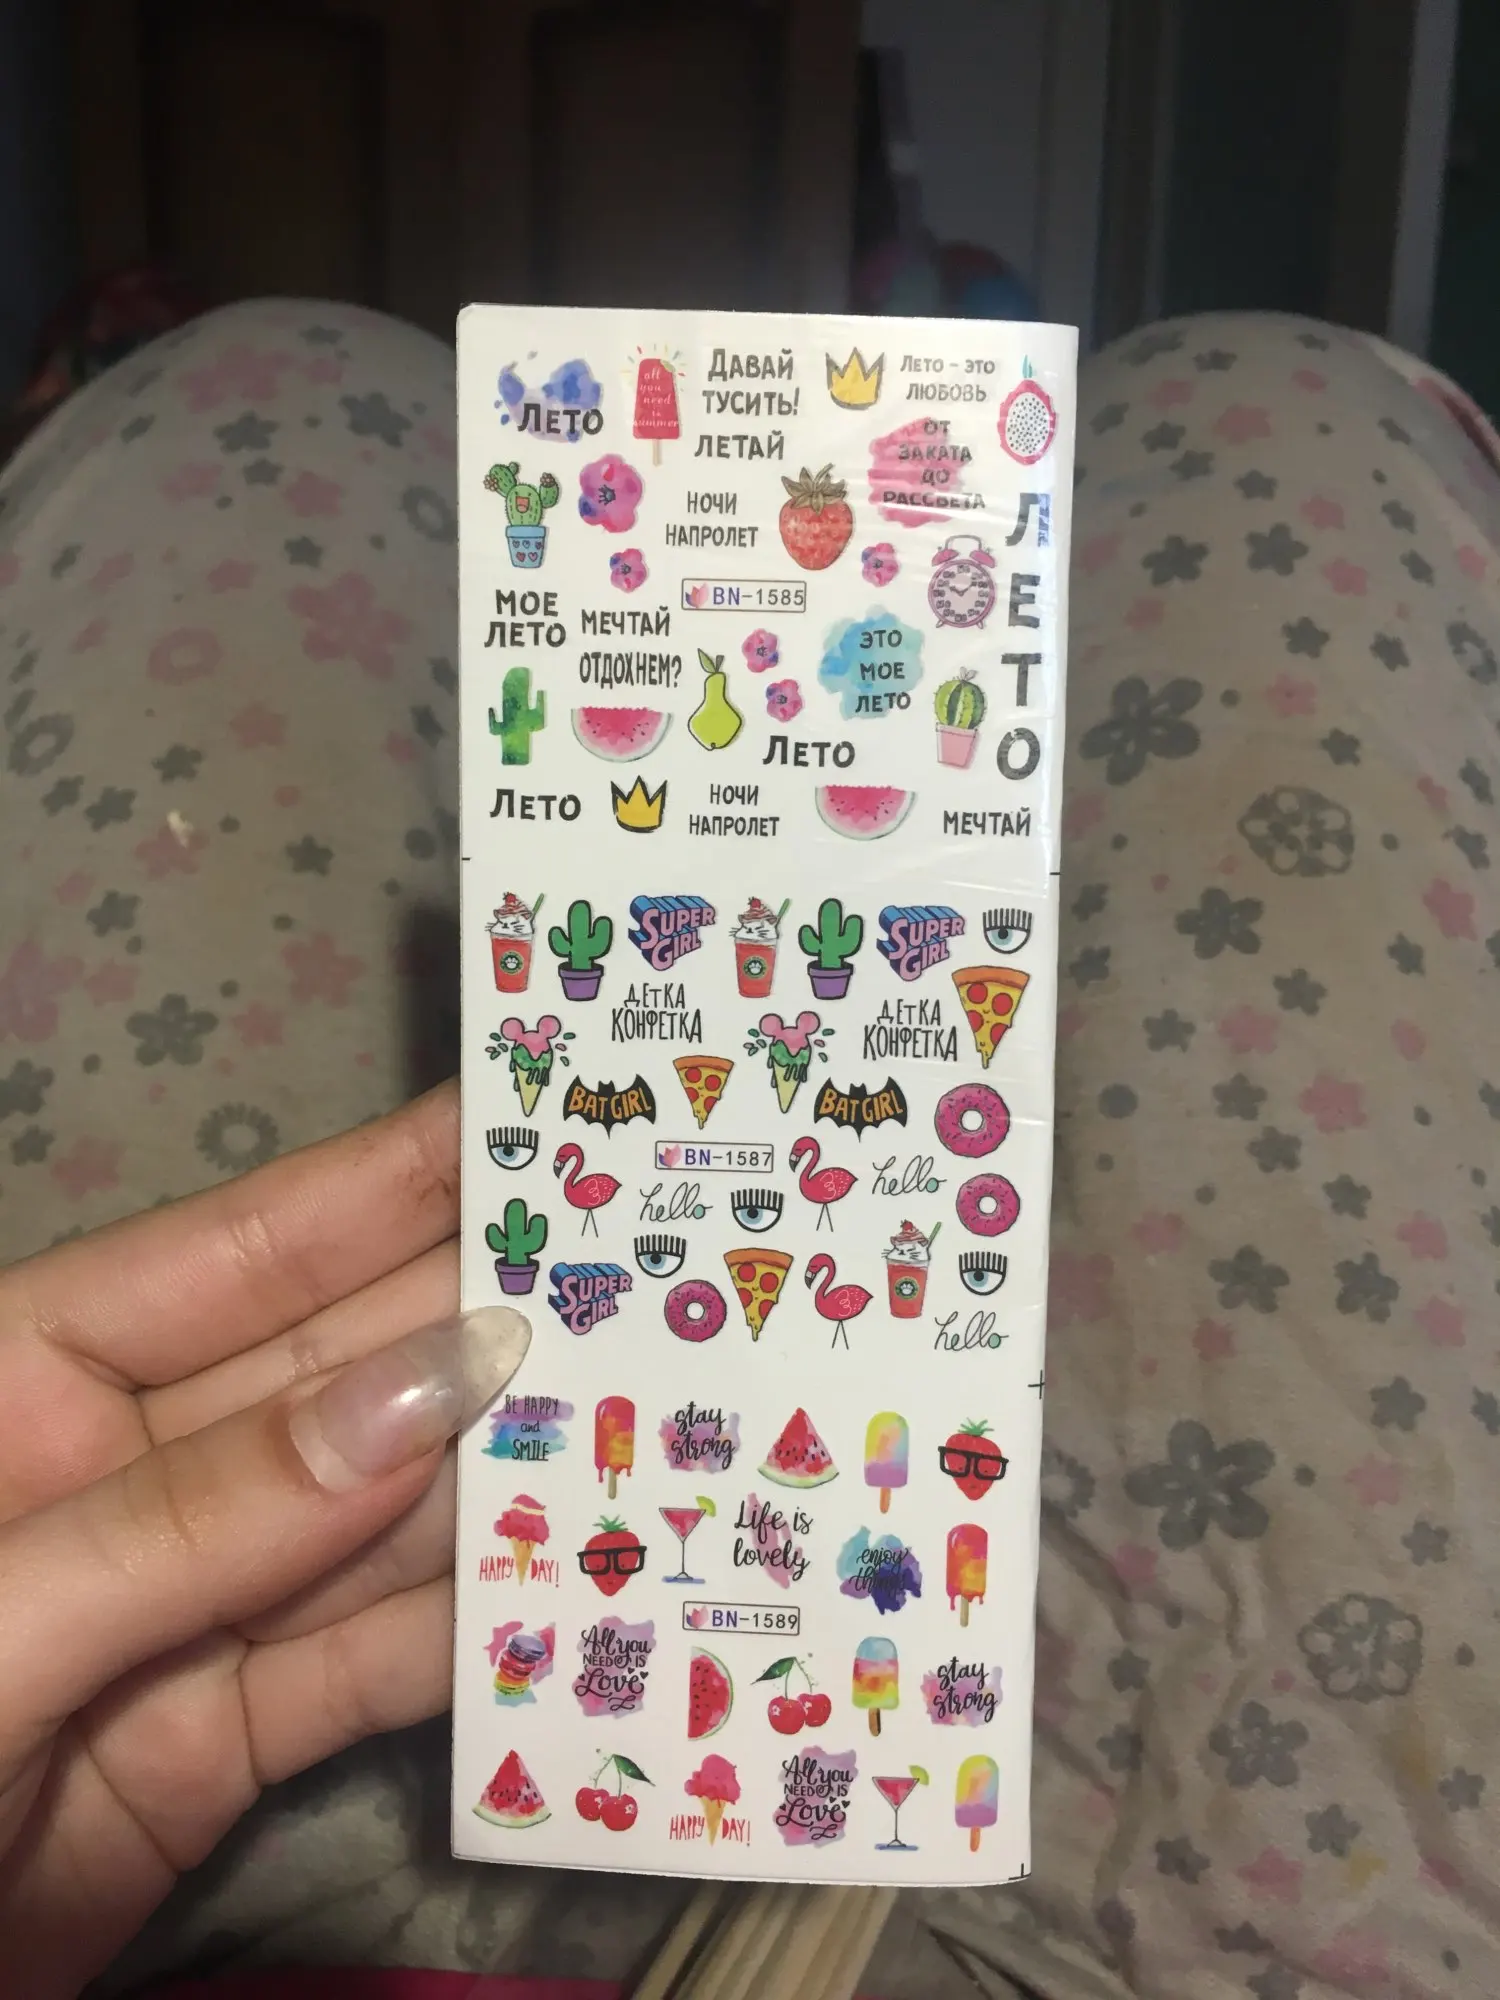 Лето
all
you
need
is
summer
ДАВАЙ
ТУСИТЬ!
ЛЕТАЙ
Лето - это
любовь
ОТ
ЗАКАТА
ДО
РАССВЕТА
НОЧИ
НАПРОЛЕТ
ЛЕТО
BN-1585
МОЕ
ЛЕТО
МЕЧТАЙ
ОТДОХНЕМ?
ЭТО
МОЕ
ЛЕТО
Лето
Лето
НОЧИ
НАПРОЛЕТ
МЕЧТАЙ
SUPER
GIRL
SUPER
GIRL
ДЕТКА
КОНФЕТКА
ДЕТКА
КОНФЕТКА
BATGIRL
BATGIRL
BN-1587
hello
hello
SUPER
GIRL
hello
BE HAPPY
and
SMILE
stay
strong
HAPPY DAY!
Life is
lovely
enjoy
BN-1589
All you
NEED IS
Love
stay
strong
HAPPY DAY!
All you
NEED IS
Love